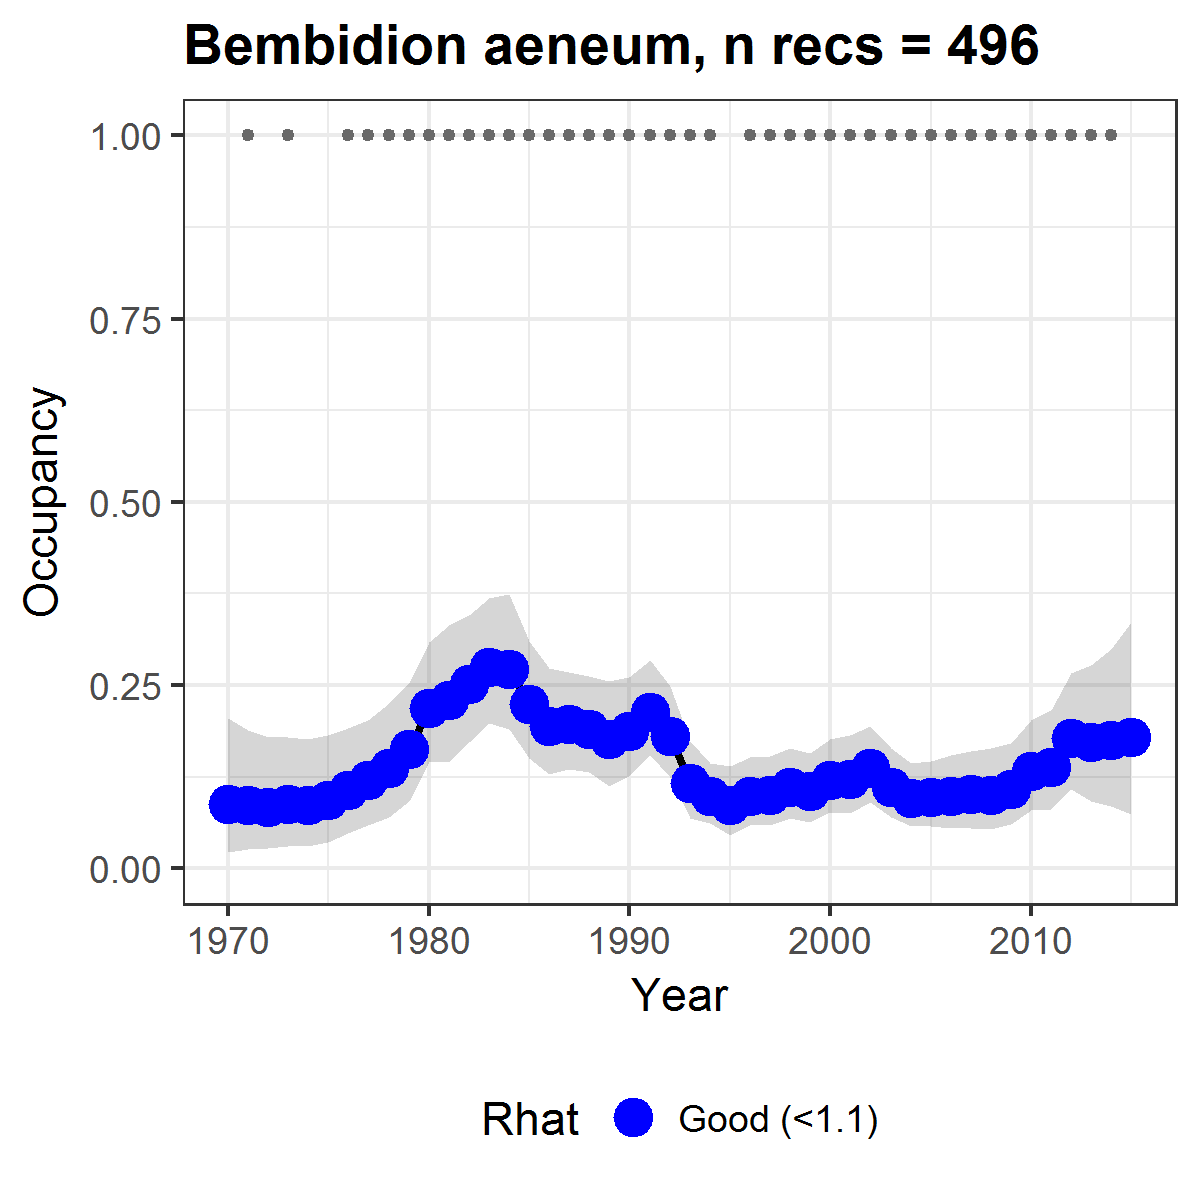 Bembidion aeneum, n recs = 496
1.00
0.75
0.50
0.25
0.00
Occupancy
1970 1980 1990 2000 2010
Year
Rhat Good (<1.1)